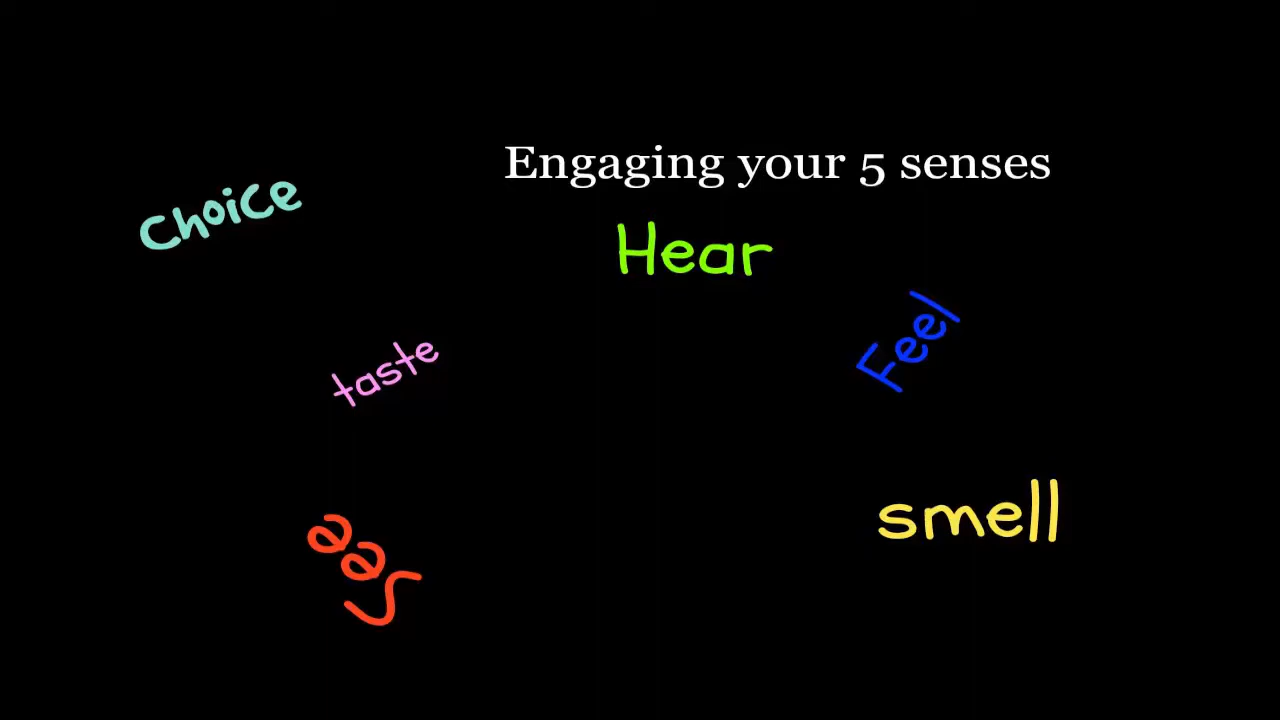 Engaging your 5 senses
Choice
Hear
Feel
taste
smell
See